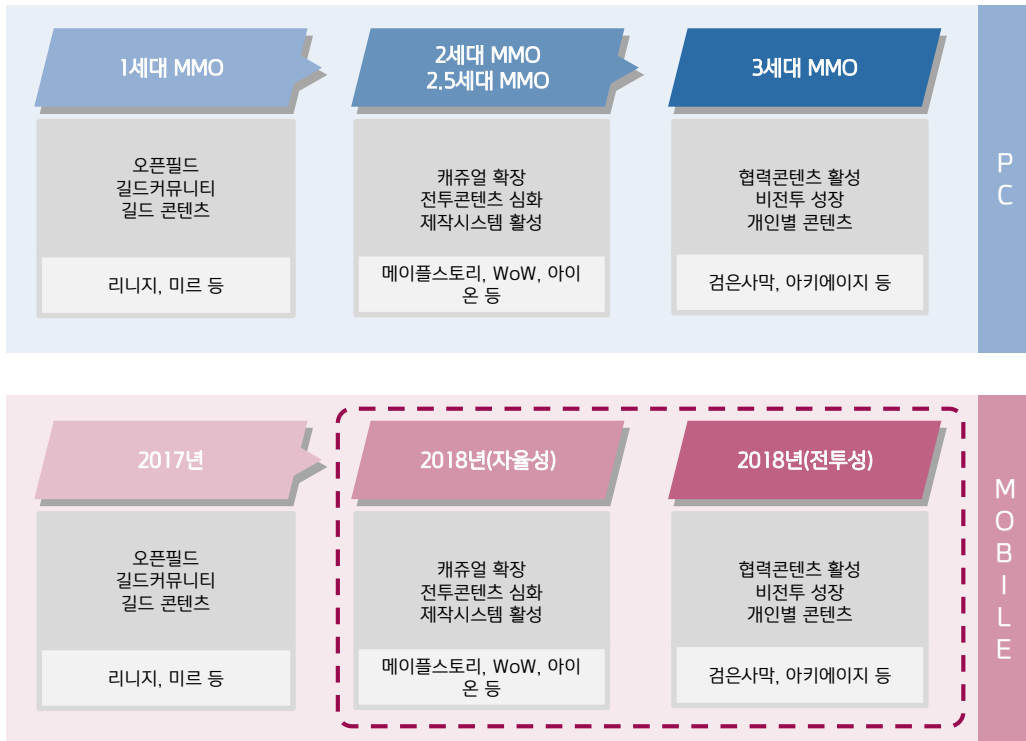 1세대 MMO
2세대 MMO
2.5세대 MMO
3세대 MMO
오픈필드
길드커뮤니티
길드 콘텐츠
리니지, 미르 등
캐쥬얼 확장
전투콘텐츠 심화
제작시스템 활성
메이플스토리, WoW, 아이
온 등
협력콘텐츠 활성
비전투 성장
개인별 콘텐츠
검은사막, 아키에이지 등
PC
2017년
2018년(자율성)
2018년(전투성)
오픈필드
길드커뮤니티
길드 콘텐츠
리니지, 미르 등
캐쥬얼 확장
전투콘텐츠 심화
제작시스템 활성
메이플스토리, WoW, 아이
온 등
협력콘텐츠 활성
비전투 성장
개인별 콘텐츠
검은사막, 아키에이지 등
MOBILE